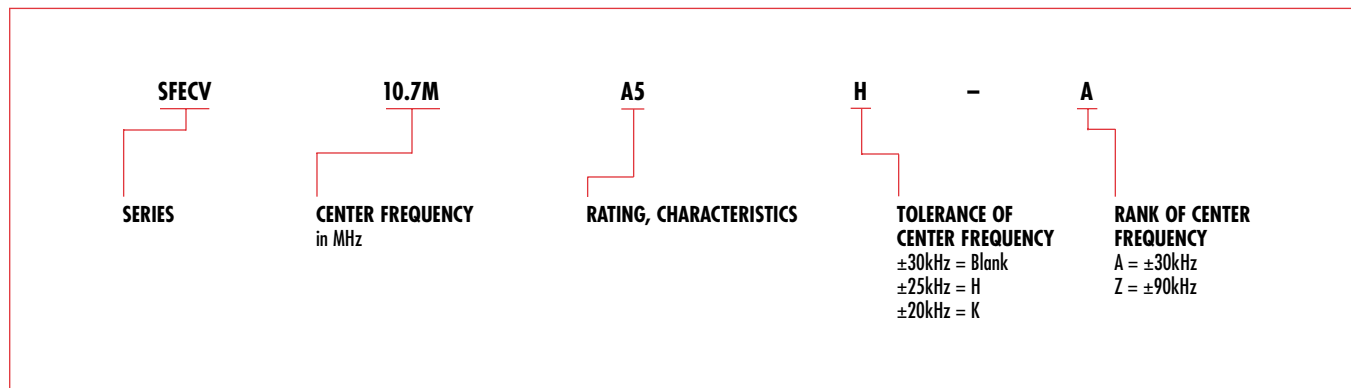 SFECV 10.7M A5 H – A
SERIES
CENTER FREQUENCY
in MHz
RATING, CHARACTERISTICS
TOLERANCE OF
CENTER FREQUENCY
±30kHz = Blank
±25kHz = H
±20kHz = K
RANK OF CENTER
FREQUENCY
A = ±30kHz
Z = ±90kHz